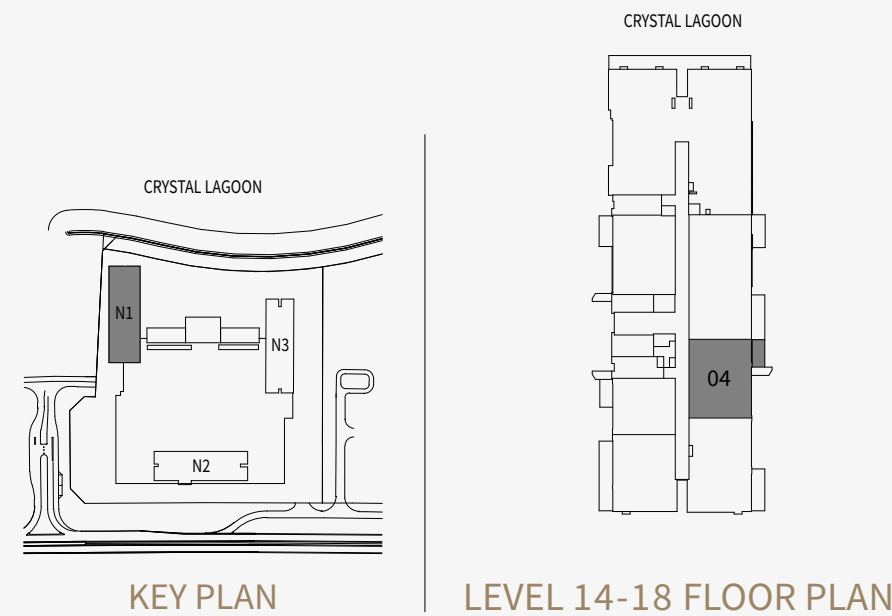 CRYSTAL LAGOON
N1
N3
N2
KEY PLAN
CRYSTAL LAGOON
04
LEVEL 14-18 FLOOR PLAN